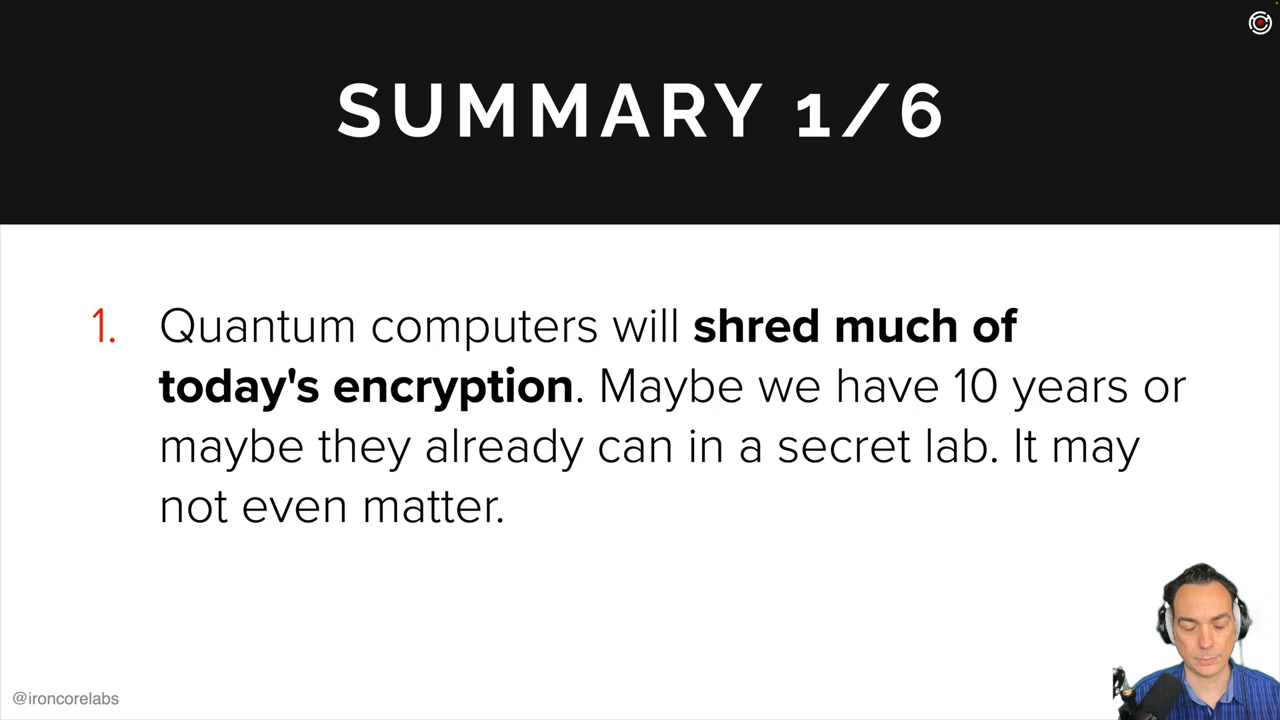 SUMMARY 1/6
1. Quantum computers will shred much of
today's encryption. Maybe we have 10 years or
maybe they already can in a secret lab. It may
not even matter.
@ironcorelabs